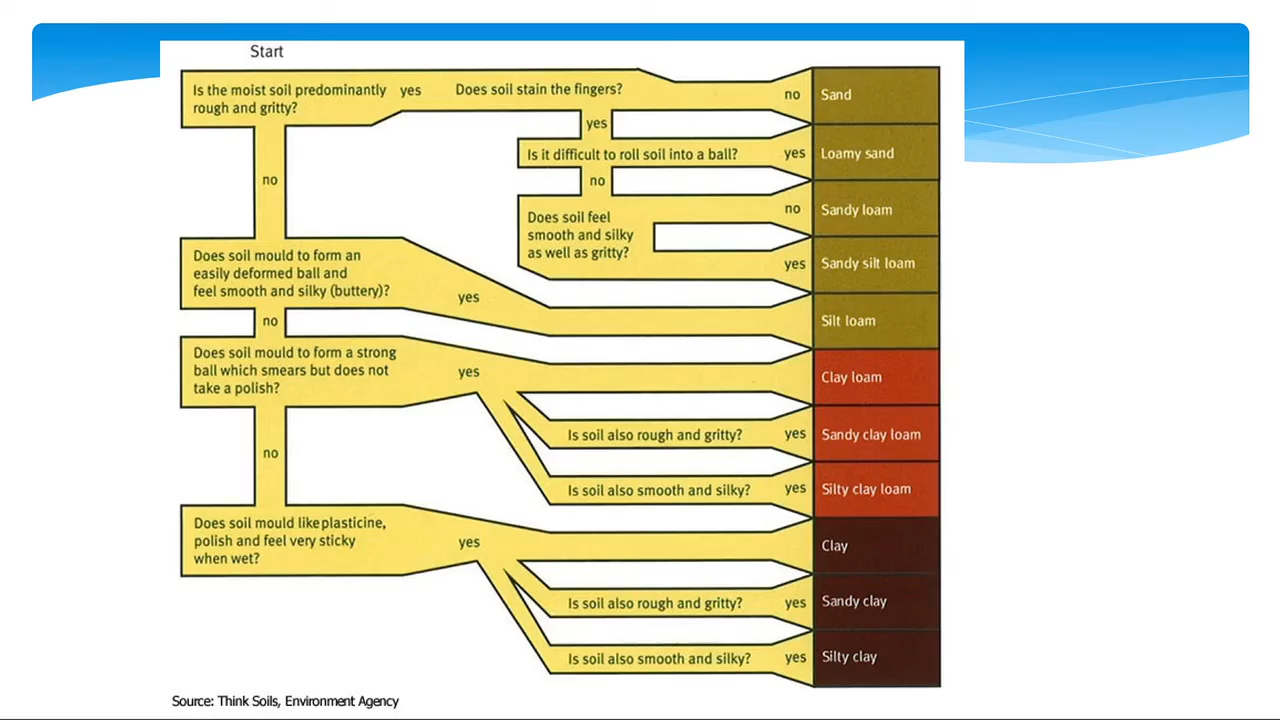 Start
Is the moist soil predominantly
rough and gritty?
yes
Does soil stain the fingers?
no
Sand
yes
Is it difficult to roll soil into a ball?
yes
Loamy sand
no
no
Does soil feel
smooth and silky
as well as gritty?
no
Sandy loam
yes
Sandy silt loam
Does soil mould to form an
easily deformed ball and
feel smooth and silky (buttery)?
yes
Silt loam
no
Does soil mould to form a strong
ball which smears but does not
take a polish?
yes
Clay loam
Is soil also rough and gritty?
yes
Sandy clay loam
Is soil also smooth and silky?
yes
Silty clay loam
no
Does soil mould like plasticine,
polish and feel very sticky
when wet?
yes
Clay
Is soil also rough and gritty?
yes
Sandy clay
Is soil also smooth and silky?
yes
Silty clay
Source: Think Soils, Environment Agency